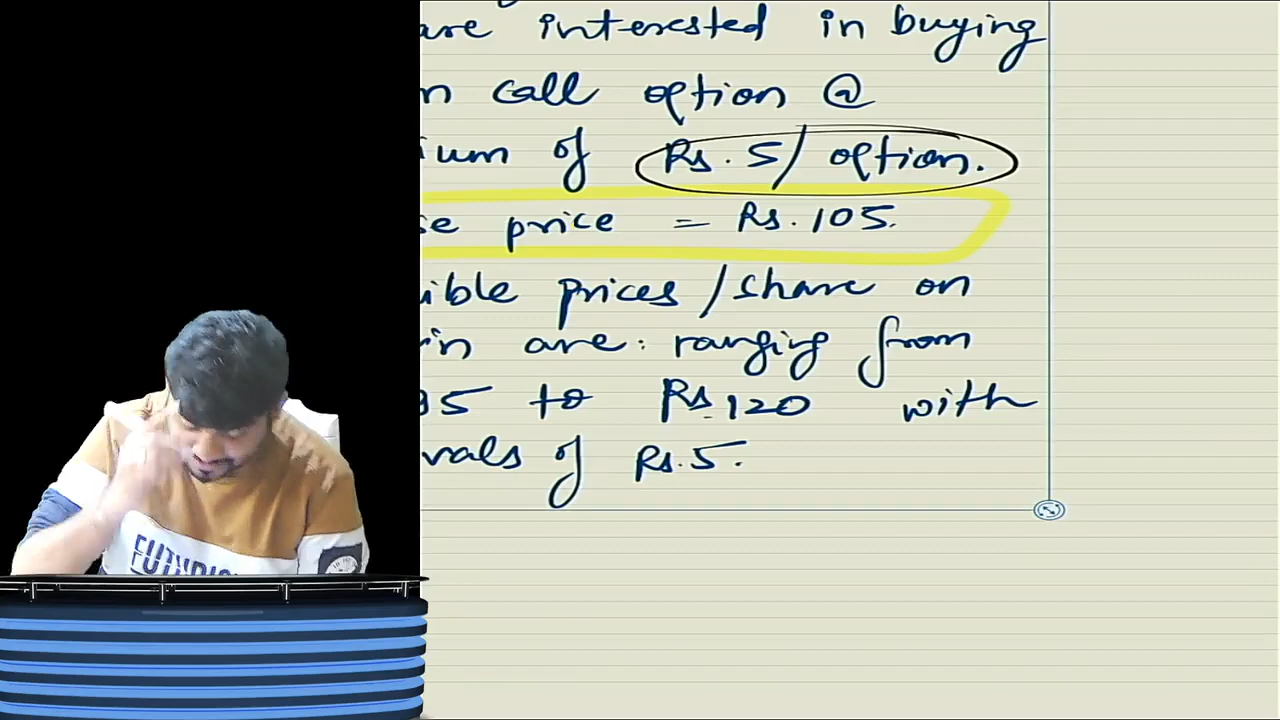 are interested in buying
n call option @
ium of Rs. 5/ option.
se price = Rs. 105.
ible prices /share on
in are: ranging from
95 to Rs.120 with
rvals of Rs.5.